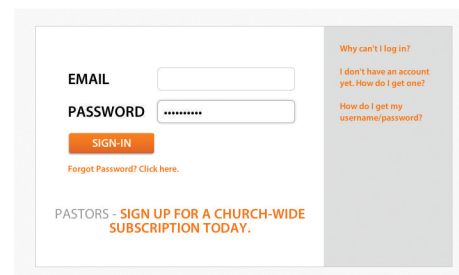 EMAIL
PASSWORD ••••••••••
SIGN-IN
Forgot Password? Click here.
PASTORS - SIGN UP FOR A CHURCH-WIDE
SUBSCRIPTION TODAY.
Why can't I log in?
I don't have an account
yet. How do I get one?
How do I get my
username/password?